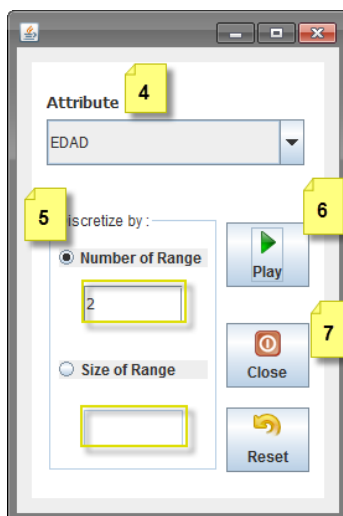 Attribute 4
EDAD
5 iscretize by :
6
Number of Range
Play
2
7
Size of Range
Close
Reset